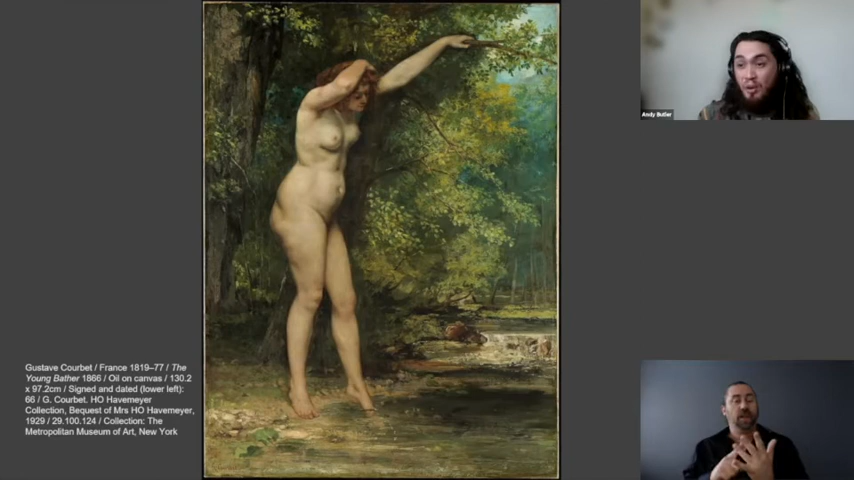 Andy Butler
Gustave Courbet / France 1819–77 / The
Young Bather 1866 / Oil on canvas / 130.2
x 97.2cm / Signed and dated (lower left):
66 / G. Courbet. HO Havemeyer
Collection, Bequest of Mrs HO Havemeyer,
1929 / 29.100.124 / Collection: The
Metropolitan Museum of Art, New York